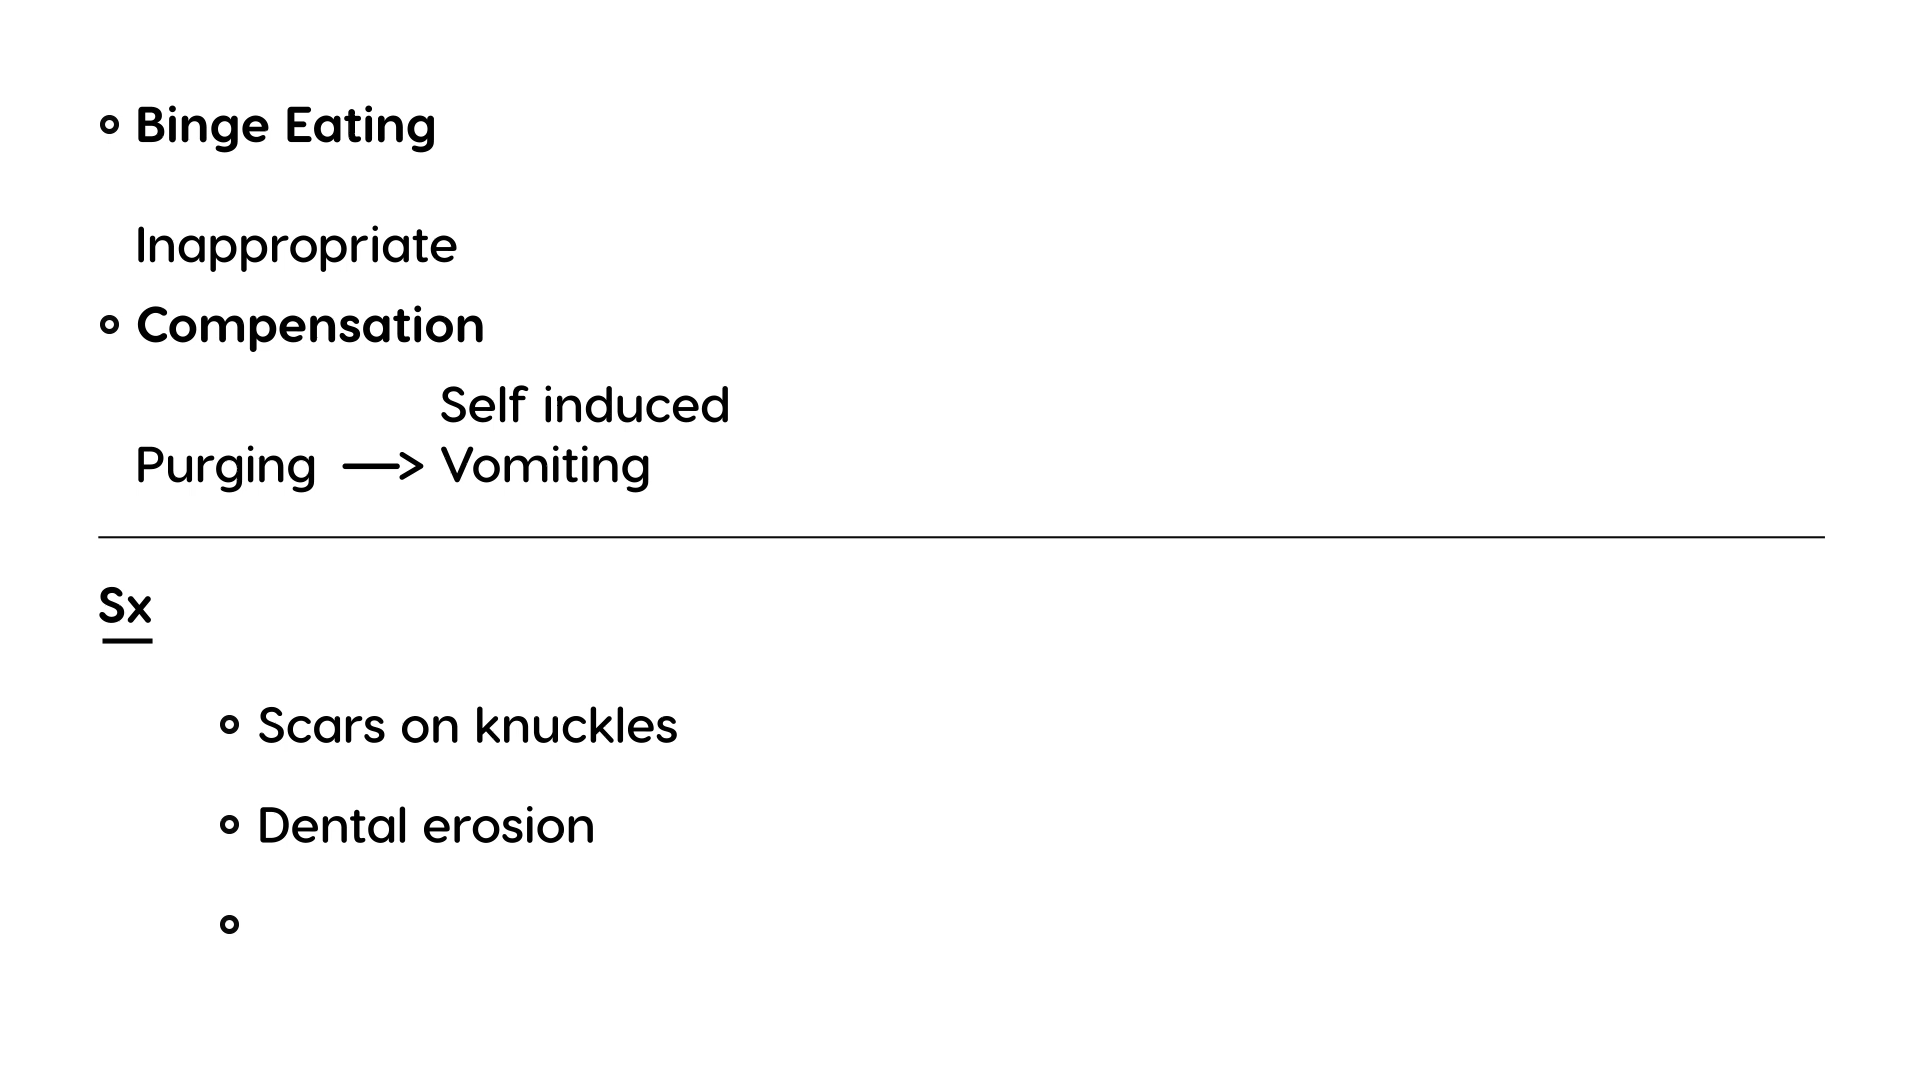 Binge Eating
Inappropriate
Compensation
Self induced
Purging → Vomiting
Sx
Scars on knuckles
Dental erosion